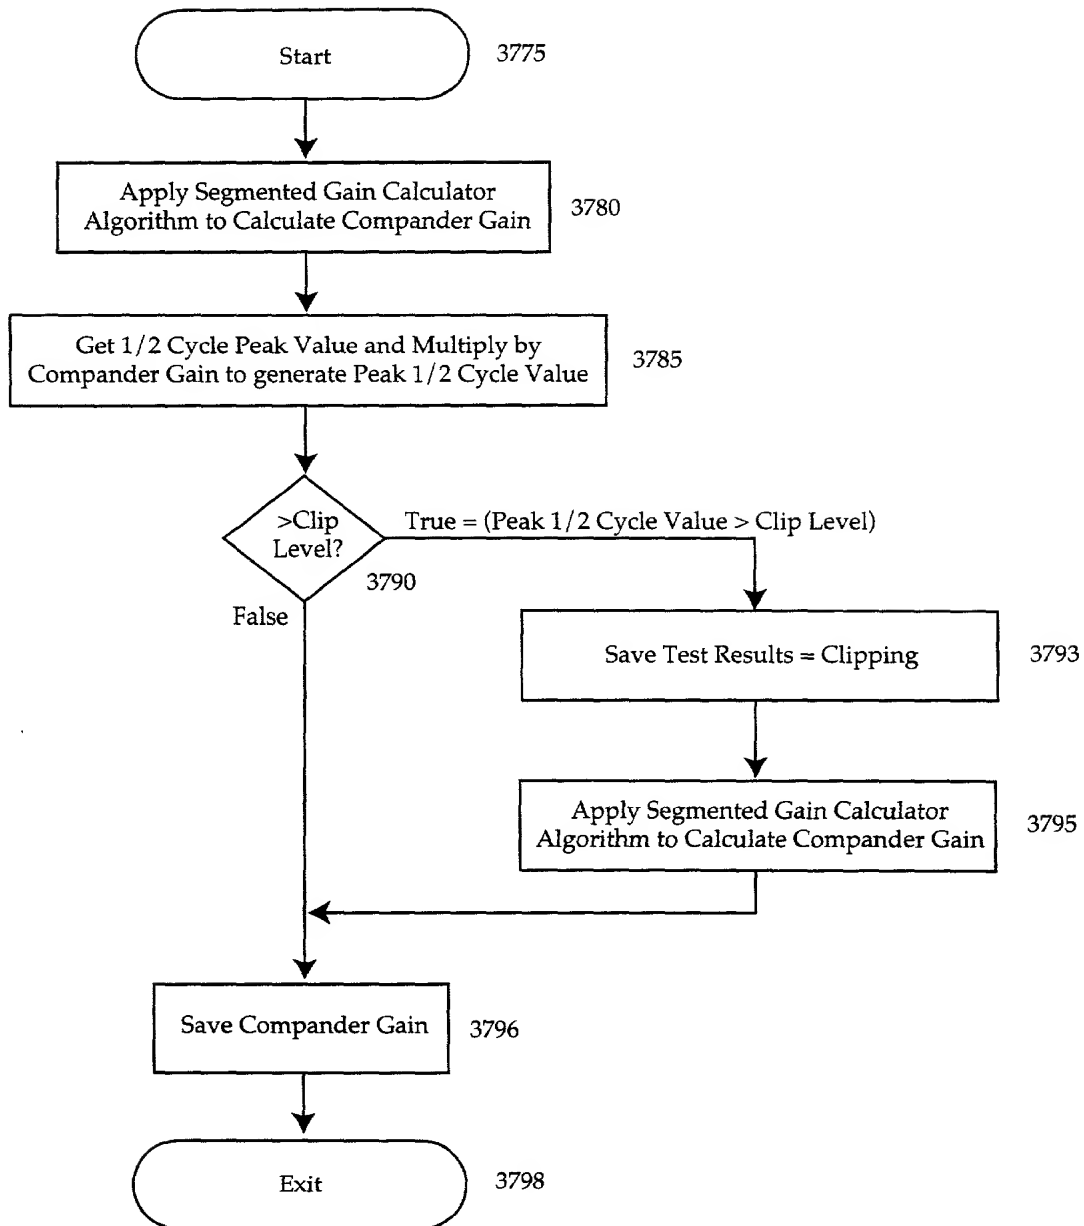 Start
3775
Apply Segmented Gain Calculator
Algorithm to Calculate Compander Gain
3780
Get 1/2 Cycle Peak Value and Multiply by
Compander Gain to generate Peak 1/2 Cycle Value
3785
>Clip
Level?
True = (Peak 1/2 Cycle Value > Clip Level)
3790
False
Save Test Results = Clipping
3793
Apply Segmented Gain Calculator
Algorithm to Calculate Compander Gain
3795
Save Compander Gain
3796
Exit
3798